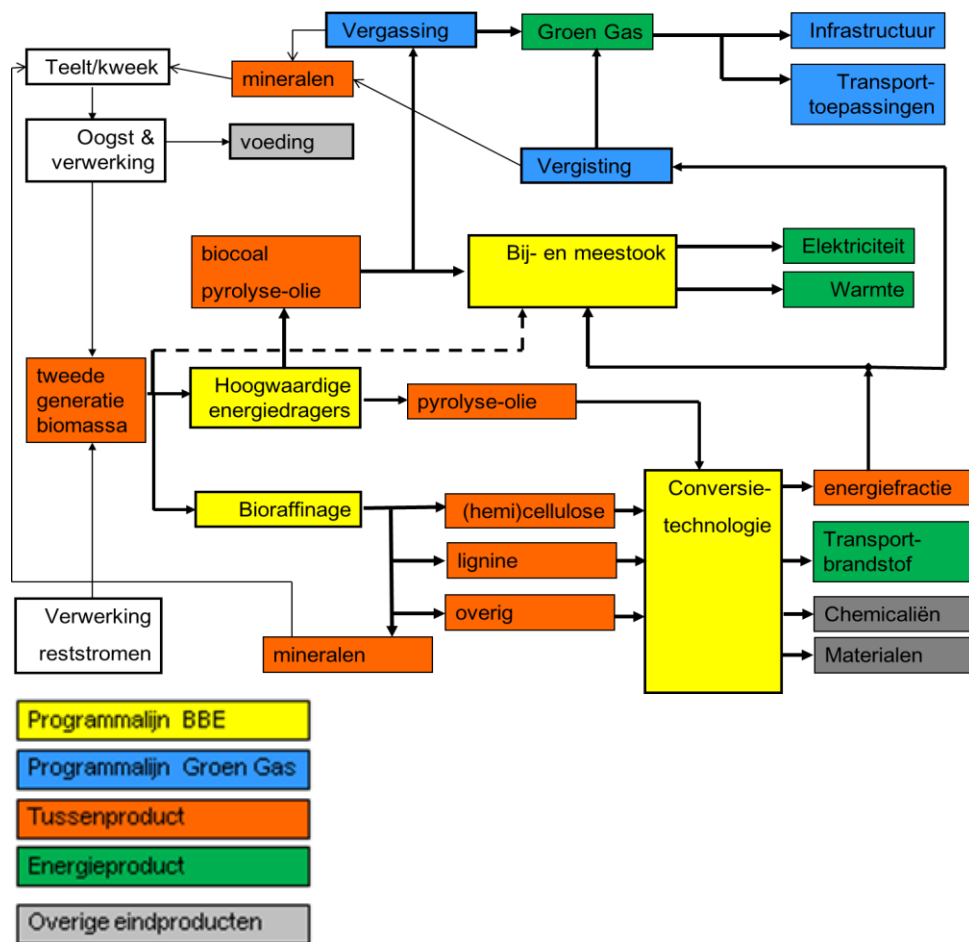 Vergassing
Groen Gas
Infrastructuur
Teelt/kweek
mineralen
Transport-
toepassingen
Oogst &
verwerking
voeding
Vergisting
biocoal
pyrolyse-olie
Bij- en meestook
Elektriciteit
Warmte
tweede
generatie
biomassa
Hoogwaardige
energiedragers
pyrolyse-olie
Bioraffinage
(hemi)cellulose
Conversie-
technologie
energiefractie
lignine
Transport-
brandstof
Verwerking
reststromen
overig
Chemicaliën
mineralen
Materialen
Programmalijn BBE
Programmalijn Groen Gas
Tussenproduct
Energieproduct
Overige eindproducten